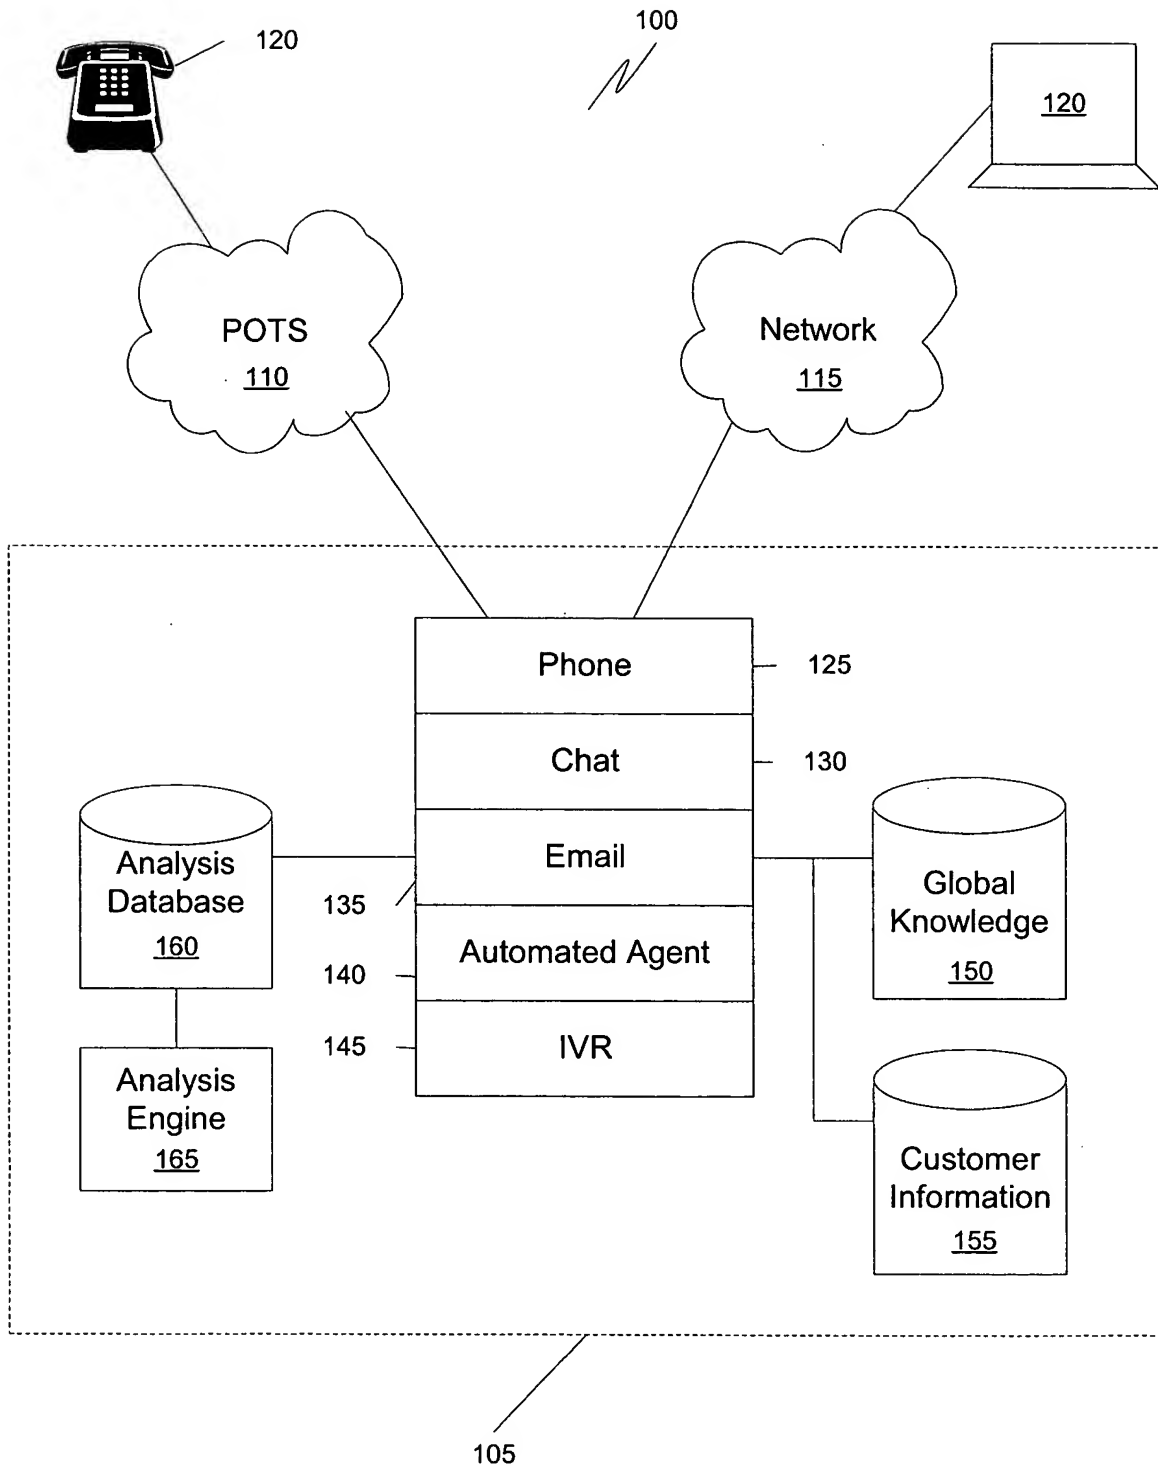 100
120
120
POTS
110
Network
115
Phone
125
Chat
130
Email
135
Automated Agent
140
IVR
145
Analysis
Database
160
Analysis
Engine
165
Global
Knowledge
150
Customer
Information
155
105